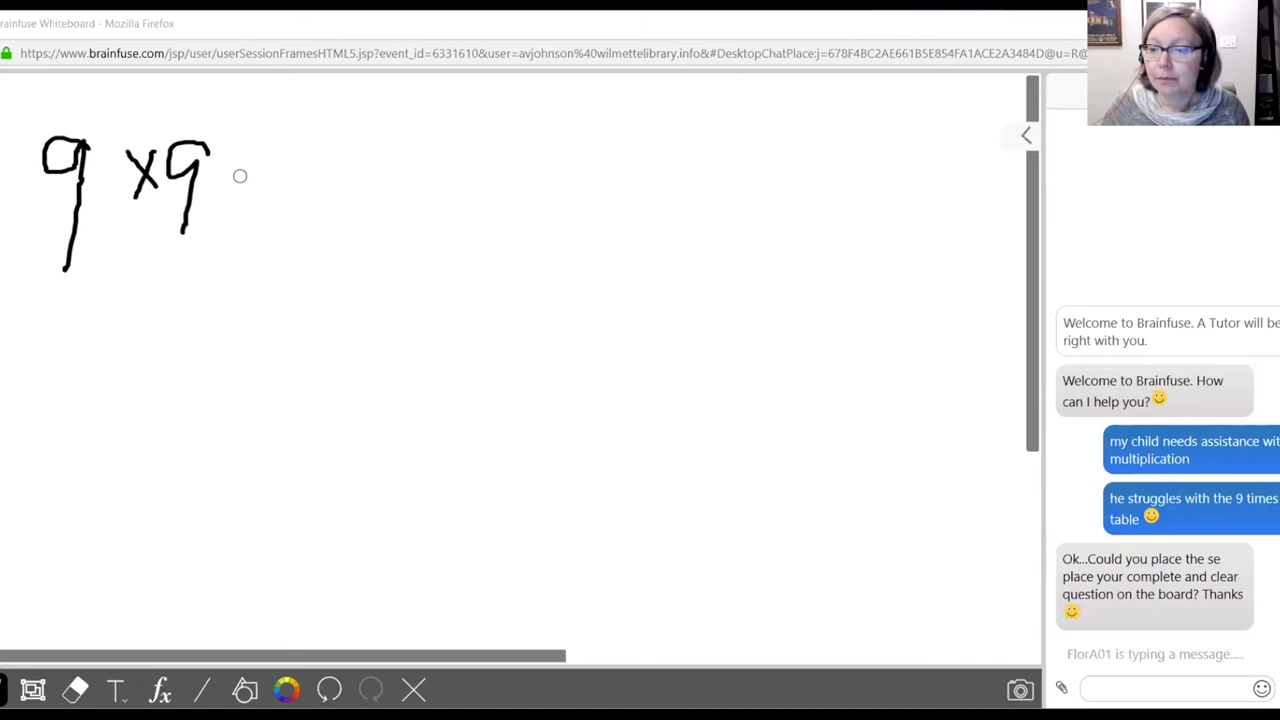 rainfuse Whiteboard - Mozilla Firefox
https://www.brainfuse.com/jsp/user/userSessionFramesHTML5.jsp?cent_id=6331610&user=avjohnson%40wilmettelibrary.info&#DesktopChatPlace:j=678F4BC2AE661B5E854FA1ACE2A3484D@u=R@
9 x 9
Welcome to Brainfuse. A Tutor will be
right with you.
Welcome to Brainfuse. How
can I help you?
my child needs assistance wit
multiplication
he struggles with the 9 times
table
Ok...Could you place the se
place your complete and clear
question on the board? Thanks
FlorA01 is typing a message.....
T
fx